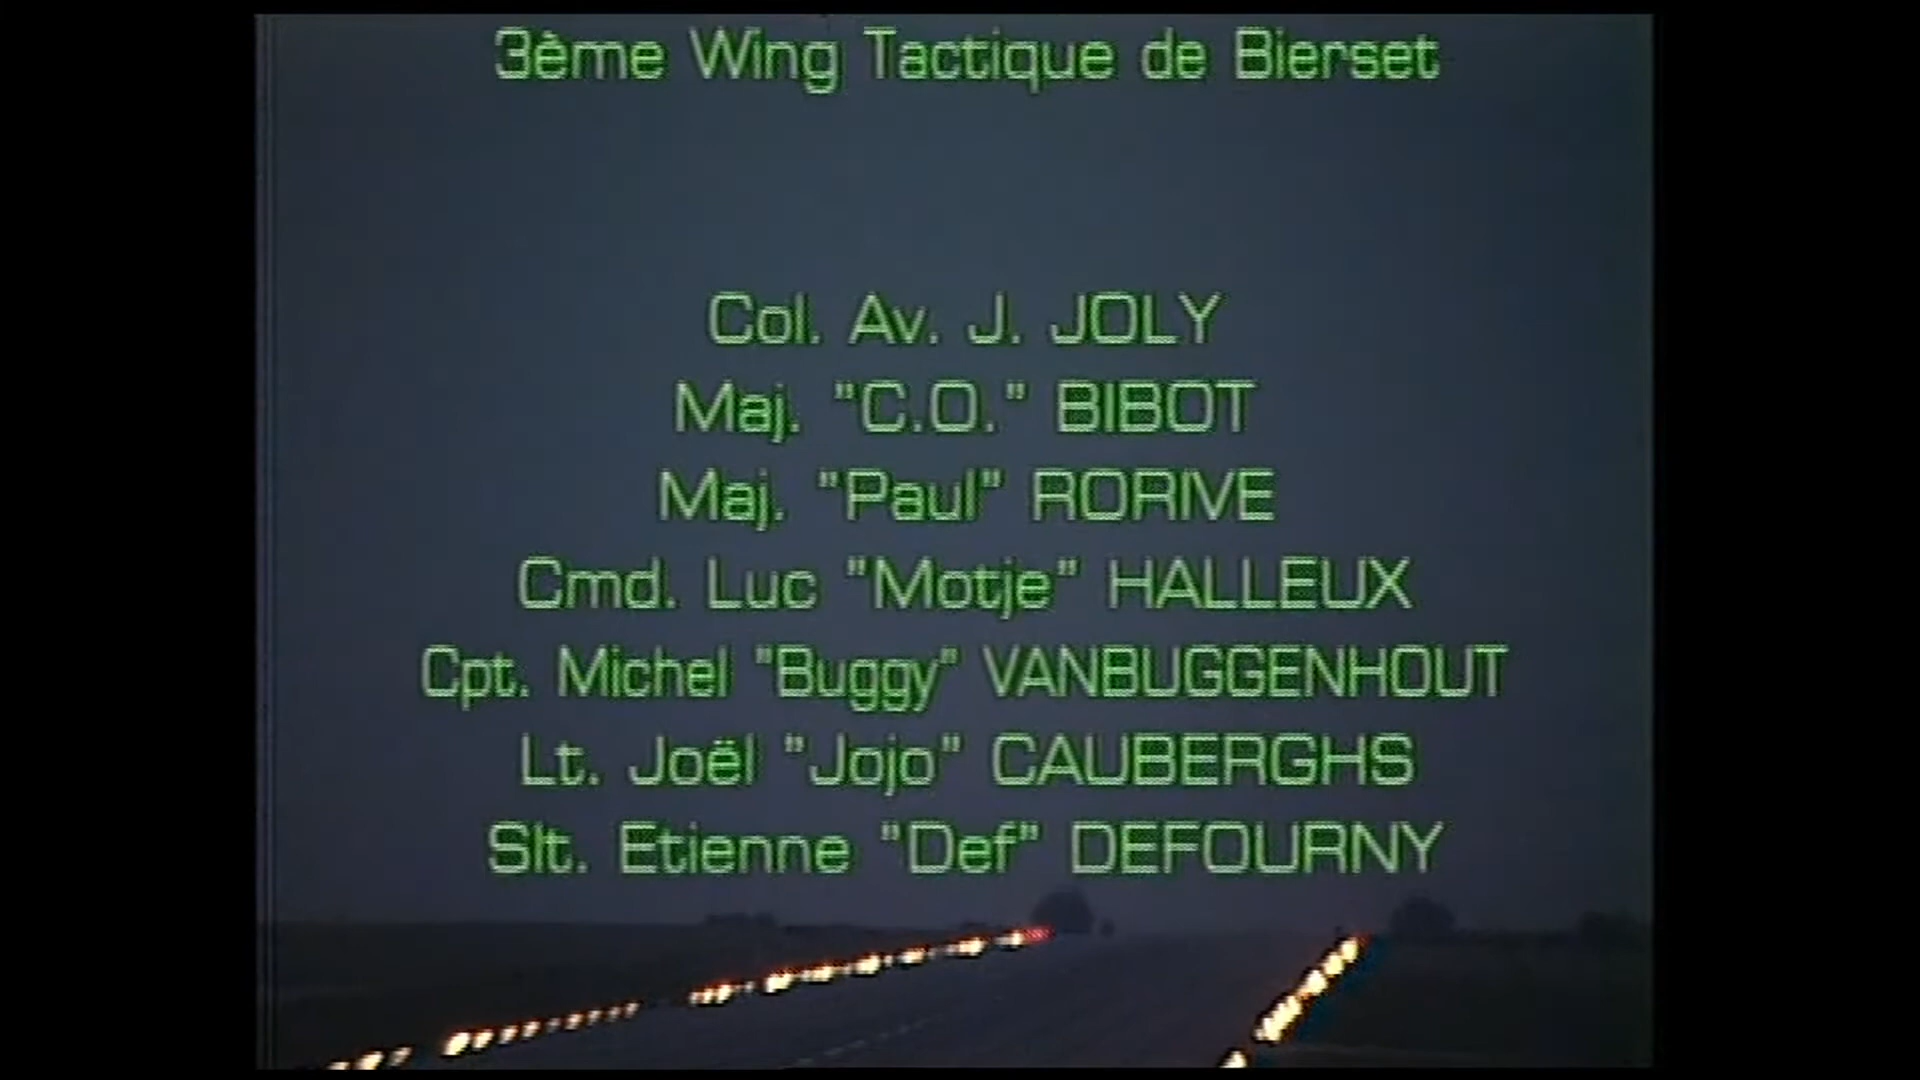 3ème Wing Tactique de Bierset
Col. Av. J. JOLY
Maj. "C.O." BIBOT
Maj. "Paul" RORIVE
Cmd. Luc "Motje" HALLEUX
Cpt. Michel "Buggy" VANBUGGENHOUT
Lt. Joël "Jojo" CAUBERGHS
Slt. Etienne "Def" DEFOURNY